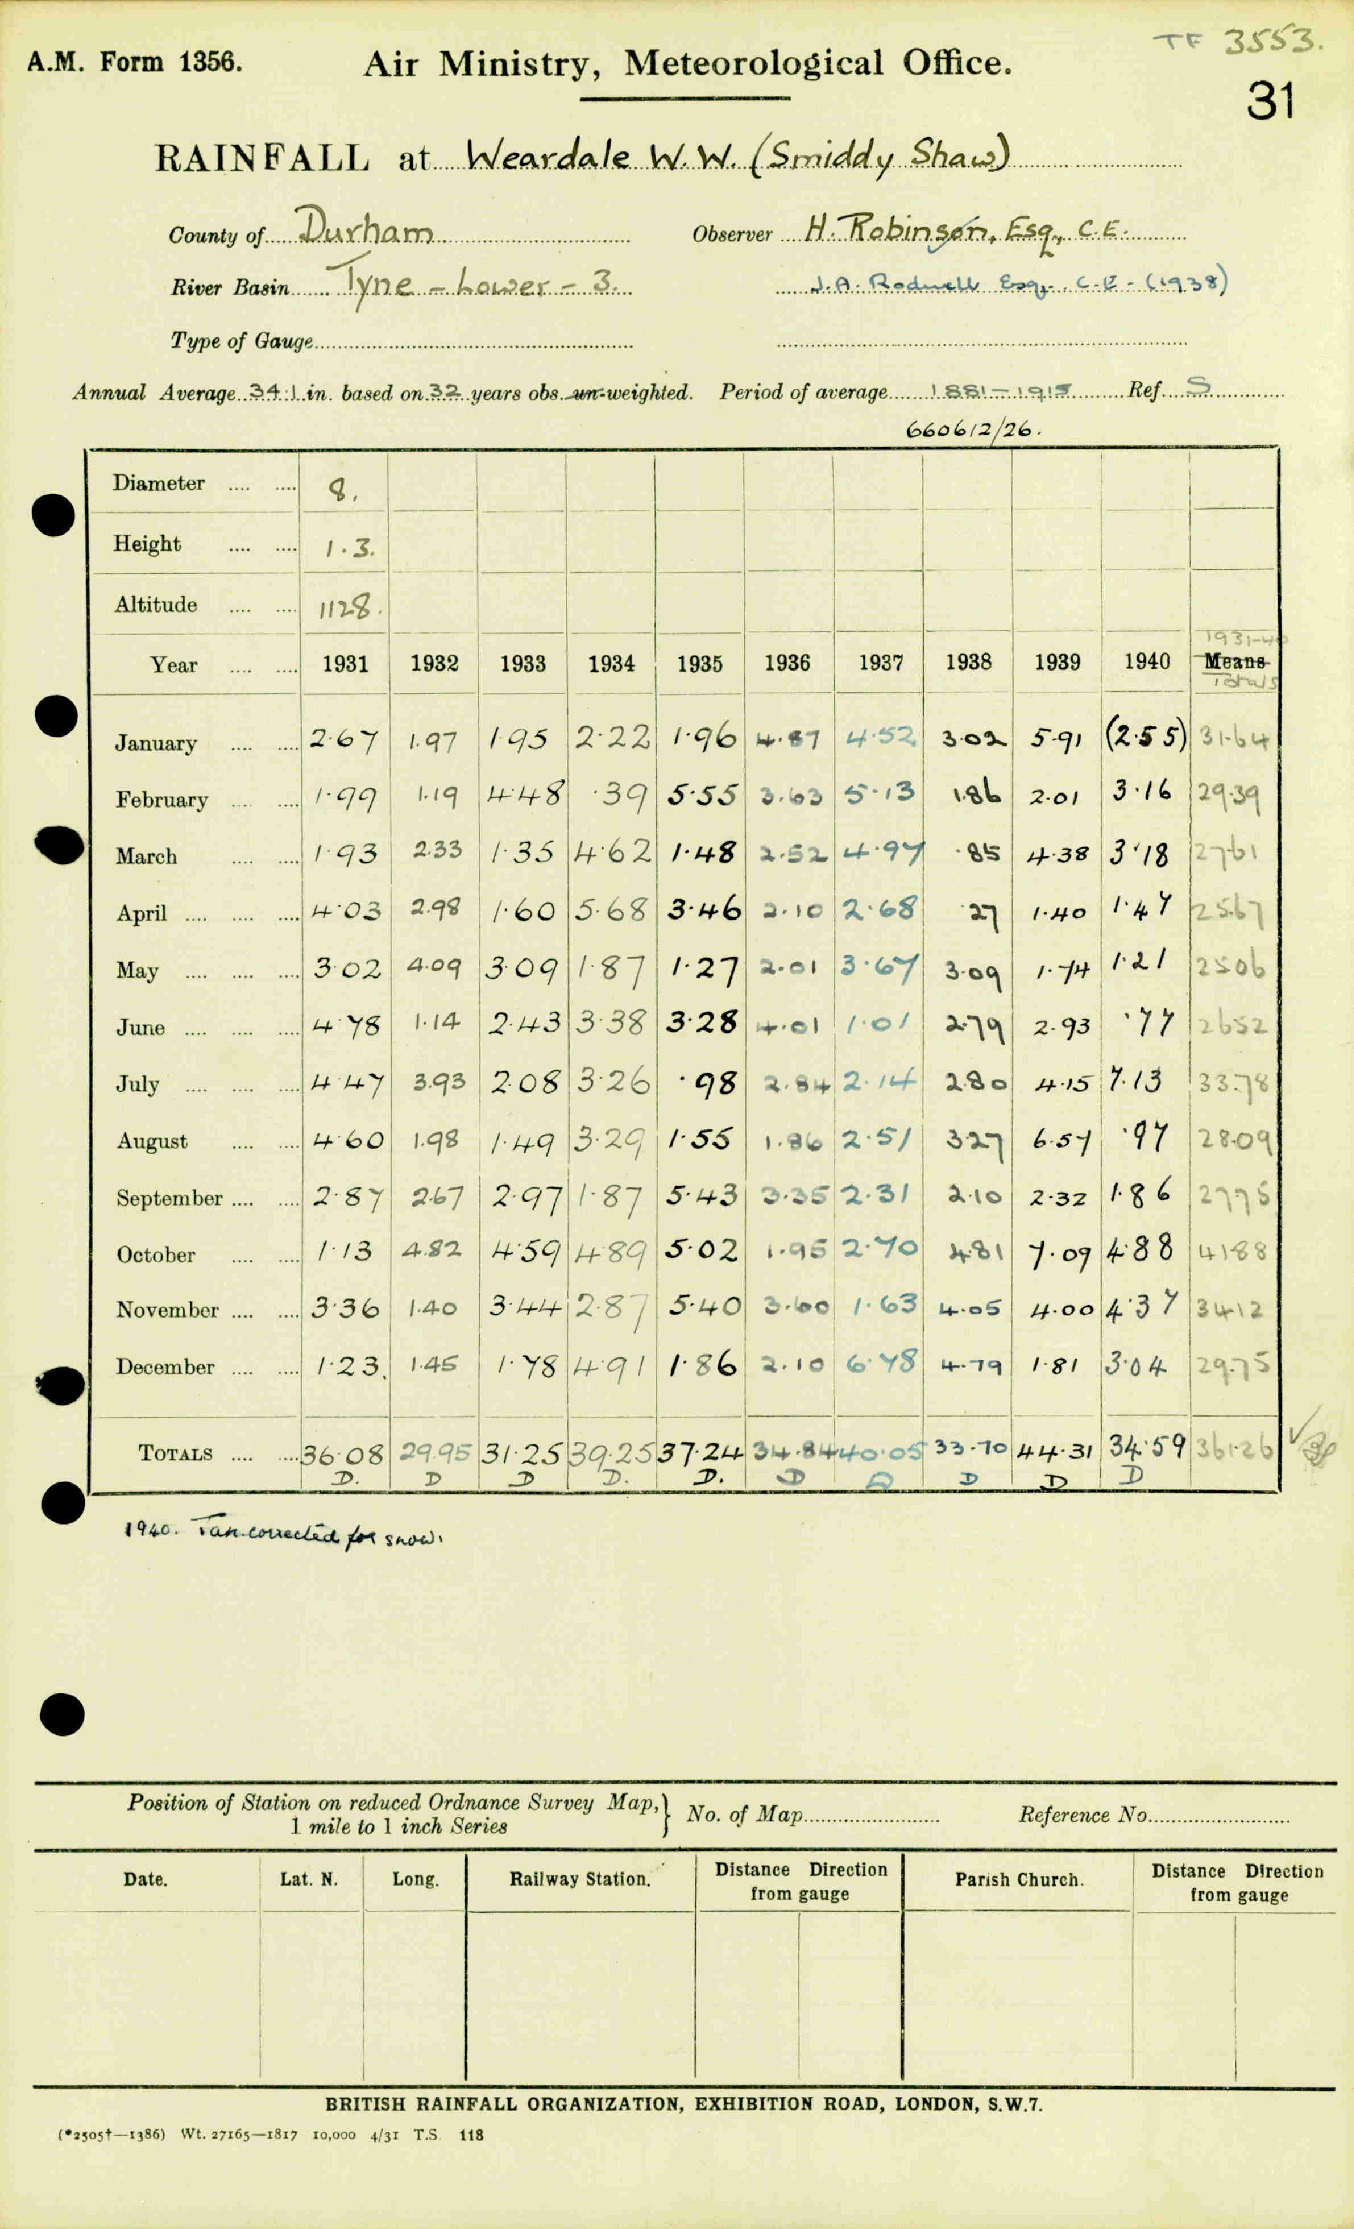 TF 3553.
A.M. Form 1356. Air Ministry, Meteorological Office.
31
RAINFALL at Weardale W.W. (Smiddy Shaw)
County of Durham Observer H. Robinson, Esq., C.E.
River Basin Tyne - Lower - 3. J.A. Rodwell Esq. C.E. - (1938)
Type of Gauge
Annual Average 34.1 in. based on 32 years obs. un-weighted. Period of average 1881-1915 Ref. S
660612/26.
Diameter .... .... 8.
Height .... .... 1.3.
Altitude .... .... 1128.
1931-40
Year .... .... 1931 1932 1933 1934 1935 1936 1937 1938 1939 1940 Means
Totals
January .... .... 2.67 1.97 1.95 2.22 1.96 4.87 4.52 3.02 5.91 (2.55) 31.64
February .... .... 1.99 1.19 4.48 .39 5.55 3.63 5.13 1.86 2.01 3.16 29.39
March .... .... 1.93 2.33 1.35 4.62 1.48 2.52 4.97 .85 4.38 3.18 27.61
April .... .... .... 4.03 2.98 1.60 5.68 3.46 2.10 2.68 .27 1.40 1.47 25.67
May .... .... .... 3.02 4.09 3.09 1.87 1.27 2.01 3.67 3.09 1.74 1.21 25.06
June .... .... .... 4.78 1.14 2.43 3.38 3.28 4.01 1.01 2.79 2.93 .77 26.52
July .... .... .... 4.47 3.93 2.08 3.26 .98 2.84 2.14 2.80 4.15 7.13 33.78
August .... .... 4.60 1.98 1.49 3.29 1.55 1.86 2.51 3.27 6.57 .97 28.09
September .... .... 2.87 2.67 2.97 1.87 5.43 3.35 2.31 2.10 2.32 1.86 27.75
October .... .... 1.13 4.82 4.59 4.89 5.02 1.95 2.70 4.81 7.09 4.88 41.88
November .... .... 3.36 1.40 3.44 2.87 5.40 3.60 1.63 4.05 4.00 4.37 34.12
December .... .... 1.23. 1.45 1.78 4.91 1.86 2.10 6.78 4.79 1.81 3.04 29.75
TOTALS .... .... 36.08 29.95 31.25 39.25 37.24 34.84 40.05 33.70 44.31 34.59 361.26
D. D D D. D. D D D D D
1940. Jan. corrected for snow.
Position of Station on reduced Ordnance Survey Map, } No. of Map Reference No.
1 mile to 1 inch Series
Date. Lat. N. Long. Railway Station. Distance Direction Parish Church. Distance Direction
from gauge from gauge
BRITISH RAINFALL ORGANIZATION, EXHIBITION ROAD, LONDON, S.W.7.
(*2505†—1386) Wt. 27165—1817 10,000 4/31 T.S. 118